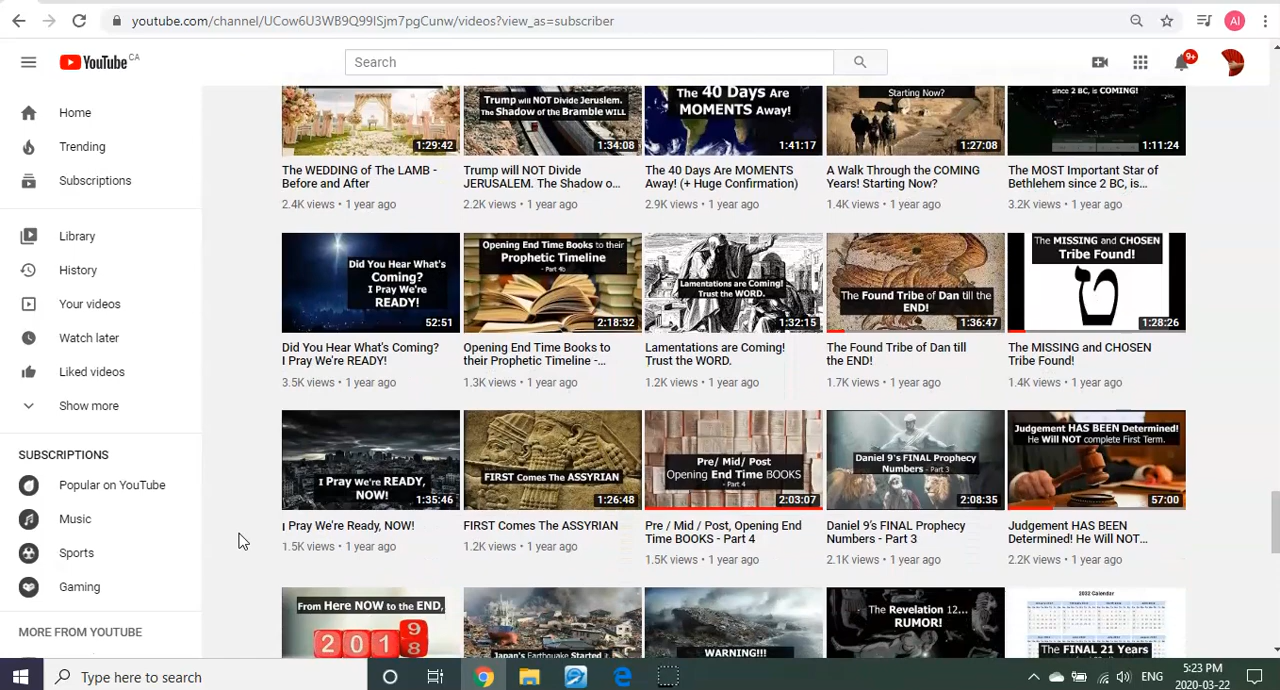 youtube.com/channel/UCow6U3WB9Q99ISjm7pgCunw/videos?view_as=subscriber
AI
YouTube CA
Search
9+
Home
Trending
Subscriptions
Library
History
Your videos
Watch later
Liked videos
Show more
SUBSCRIPTIONS
Popular on YouTube
Music
Sports
Gaming
MORE FROM YOUTUBE
1:29:42
The WEDDING of The LAMB -
Before and After
2.4K views • 1 year ago
Trump will NOT Divide Jeruslem.
The Shadow of the Bramble WILL
1:34:08
Trump will NOT Divide
JERUSALEM. The Shadow o...
2.2K views • 1 year ago
The 40 Days Are
MOMENTS Away!
1:41:17
The 40 Days Are MOMENTS
Away! (+ Huge Confirmation)
2.9K views • 1 year ago
Starting Now?
1:27:08
A Walk Through the COMING
Years! Starting Now?
1.4K views • 1 year ago
since 2 BC, is COMING!
1:11:24
The MOST Important Star of
Bethlehem since 2 BC, is...
3.2K views • 1 year ago
Did You Hear What's
Coming?
I Pray We're
READY!
52:51
Did You Hear What's Coming?
I Pray We're READY!
3.5K views • 1 year ago
Opening End Time Books to their
Prophetic Timeline
- Part 4b
2:18:32
Opening End Time Books to
their Prophetic Timeline -...
1.3K views • 1 year ago
Lamentations are Coming!
Trust the WORD.
1:32:15
Lamentations are Coming!
Trust the WORD.
1.2K views • 1 year ago
The Found Tribe of Dan till the
END!
1:36:47
The Found Tribe of Dan till
the END!
1.7K views • 1 year ago
The MISSING and CHOSEN
Tribe Found!
ט
1:28:26
The MISSING and CHOSEN
Tribe Found!
1.4K views • 1 year ago
I Pray We're READY,
NOW!
1:35:46
I Pray We're Ready, NOW!
1.5K views • 1 year ago
FIRST Comes The ASSYRIAN
1:26:48
FIRST Comes The ASSYRIAN
1.2K views • 1 year ago
Pre/ Mid/ Post
Opening End Time BOOKS
- Part 4
2:03:07
Pre / Mid / Post, Opening End
Time BOOKS - Part 4
1.5K views • 1 year ago
Daniel 9's FINAL Prophecy
Numbers - Part 3
2:08:35
Daniel 9's FINAL Prophecy
Numbers - Part 3
2.1K views • 1 year ago
Judgement HAS BEEN Determined!
He Will NOT complete First Term.
57:00
Judgement HAS BEEN
Determined! He Will NOT...
2.2K views • 1 year ago
From Here NOW to the END,
2 0 1 9
8
Japan's Earthquake Started it
WARNING!!!
The Revelation 12...
RUMOR!
2032 Calendar
The FINAL 21 Years
Type here to search
ENG
5:23 PM
2020-03-22